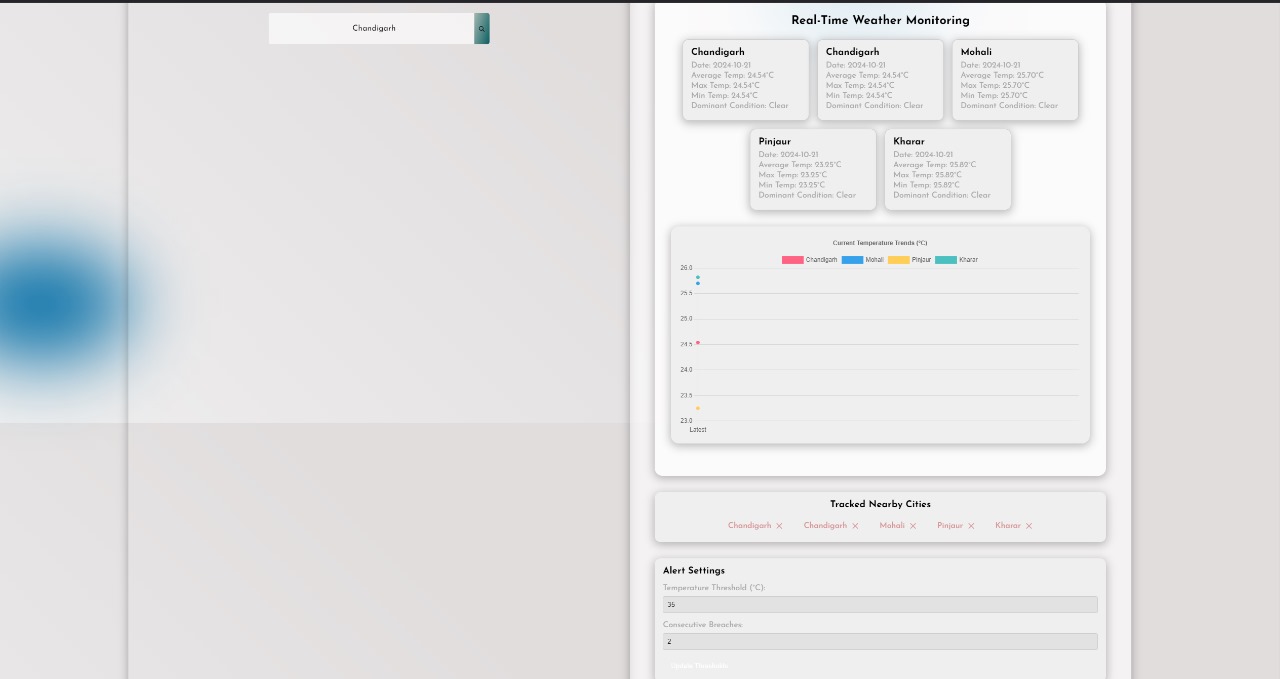 Chandigarh
Real-Time Weather Monitoring
Chandigarh
Date: 2024-10-21
Average Temp: 24.54°C
Max Temp: 24.54°C
Min Temp: 24.54°C
Dominant Condition: Clear
Chandigarh
Date: 2024-10-21
Average Temp: 24.54°C
Max Temp: 24.54°C
Min Temp: 24.54°C
Dominant Condition: Clear
Mohali
Date: 2024-10-21
Average Temp: 25.70°C
Max Temp: 25.70°C
Min Temp: 25.70°C
Dominant Condition: Clear
Pinjaur
Date: 2024-10-21
Average Temp: 23.25°C
Max Temp: 23.25°C
Min Temp: 23.25°C
Dominant Condition: Clear
Kharar
Date: 2024-10-21
Average Temp: 25.82°C
Max Temp: 25.82°C
Min Temp: 25.82°C
Dominant Condition: Clear
Current Temperature Trends (°C)
Chandigarh Mohali Pinjaur Kharar
26.0
25.5
25.0
24.5
24.0
23.5
23.0
Latest
Tracked Nearby Cities
Chandigarh Chandigarh Mohali Pinjaur Kharar
Alert Settings
Temperature Threshold (°C):
35
Consecutive Breaches:
2
Update Thresholds